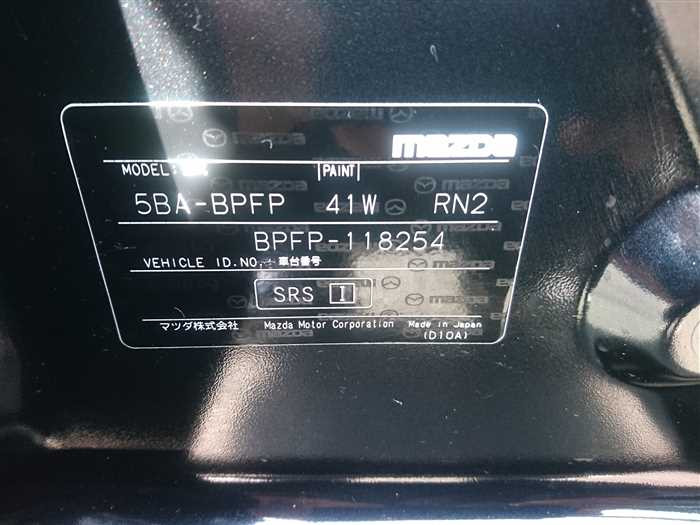 mazda
MODEL: PAINT
5BA-BPFP 41W RN2
BPFP-118254
VEHICLE ID.NO. 車台番号
SRS I
マツダ株式会社 Mazda Motor Corporation Made in Japan
(D10A)